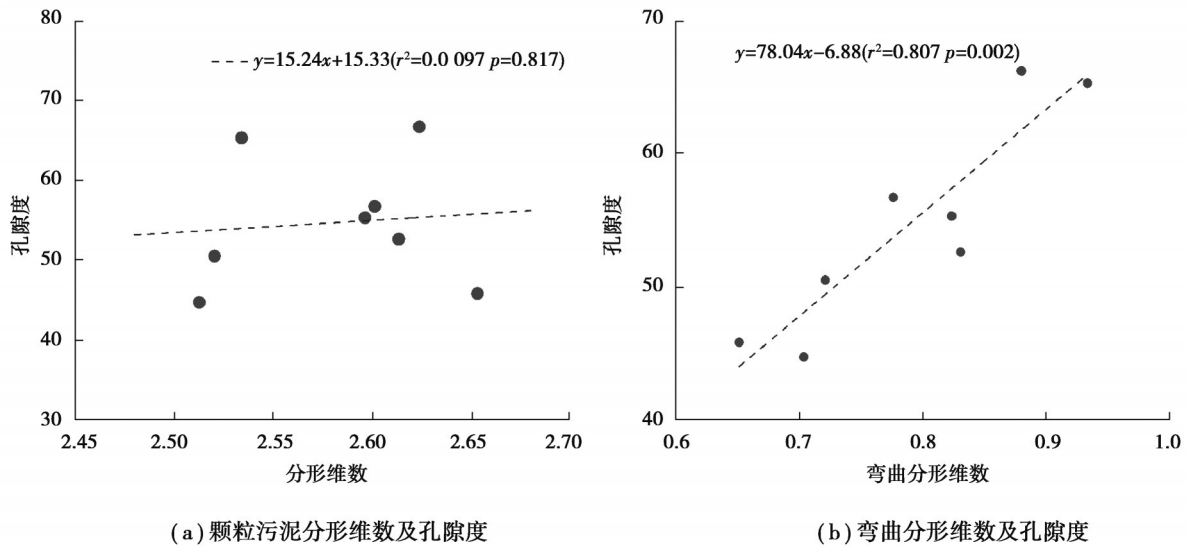 80
y=15.24x+15.33(r²=0.0 097 p=0.817)
70
60
50
40
30
2.45 2.50 2.55 2.60 2.65 2.70
孔隙度
分形维数
(a)颗粒污泥分形维数及孔隙度
70
y=78.04x−6.88(r²=0.807 p=0.002)
60
50
40
0.6 0.7 0.8 0.9 1.0
孔隙度
弯曲分形维数
(b)弯曲分形维数及孔隙度